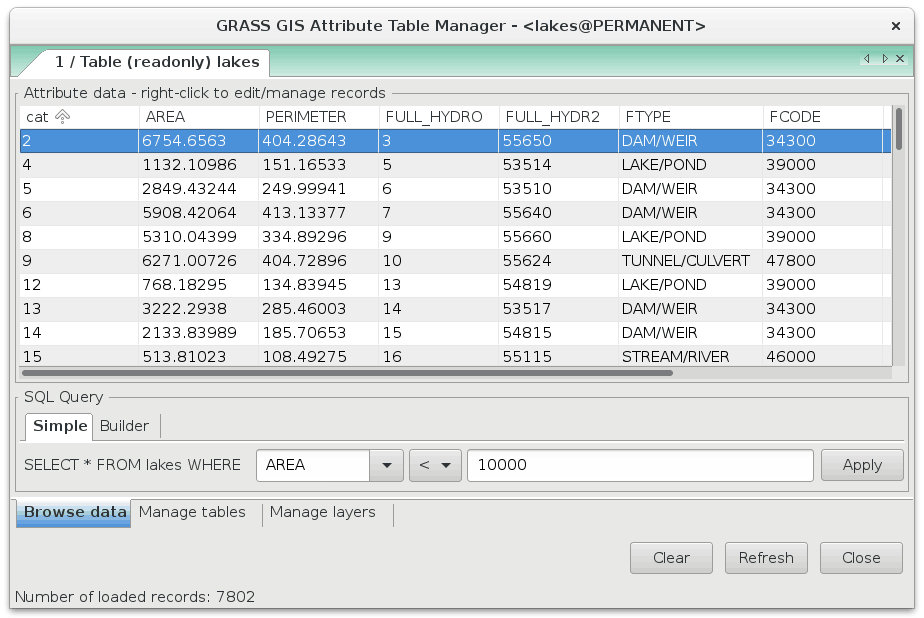 GRASS GIS Attribute Table Manager - <lakes@PERMANENT>
1 / Table (readonly) lakes
Attribute data - right-click to edit/manage records
cat AREA PERIMETER FULL_HYDRO FULL_HYDR2 FTYPE FCODE
2 6754.6563 404.28643 3 55650 DAM/WEIR 34300
4 1132.10986 151.16533 5 53514 LAKE/POND 39000
5 2849.43244 249.99941 6 53510 DAM/WEIR 34300
6 5908.42064 413.13377 7 55640 DAM/WEIR 34300
8 5310.04399 334.89296 9 55660 LAKE/POND 39000
9 6271.00726 404.72896 10 55624 TUNNEL/CULVERT 47800
12 768.18295 134.83945 13 54819 LAKE/POND 39000
13 3222.2938 285.46003 14 53517 DAM/WEIR 34300
14 2133.83989 185.70653 15 54815 DAM/WEIR 34300
15 513.81023 108.49275 16 55115 STREAM/RIVER 46000
SQL Query
Simple Builder
SELECT * FROM lakes WHERE AREA < 10000 Apply
Browse data Manage tables Manage layers
Clear Refresh Close
Number of loaded records: 7802